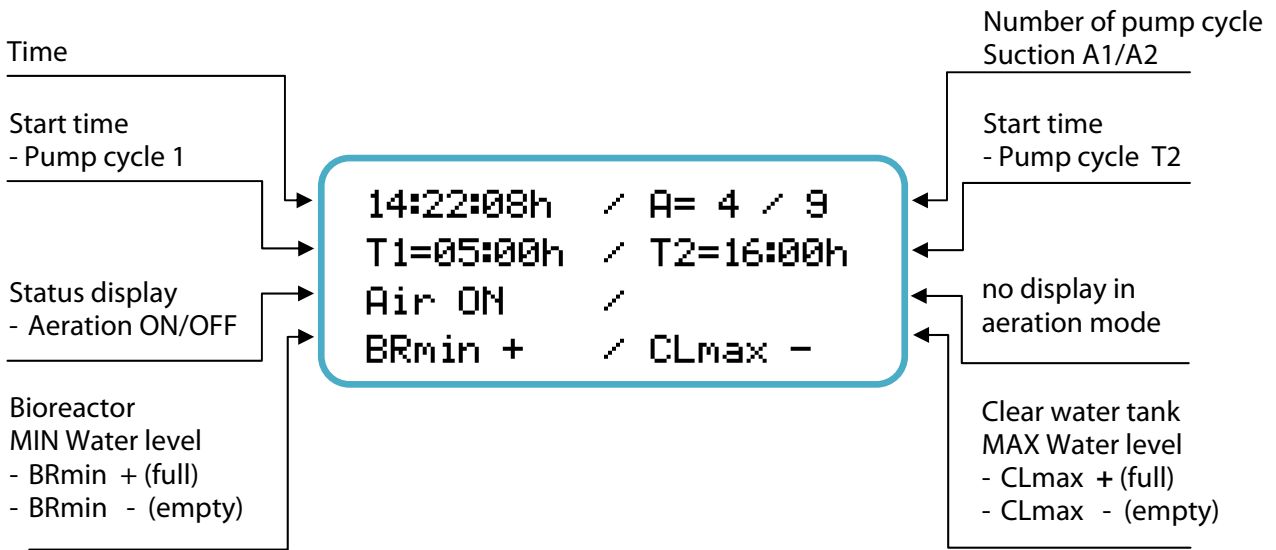 Time
Start time
- Pump cycle 1
Status display
- Aeration ON/OFF
Bioreactor
MIN Water level
- BRmin + (full)
- BRmin - (empty)
14:22:08h / A= 4 / 9
T1=05:00h / T2=16:00h
Air ON /
BRmin + / CLmax -
Number of pump cycle
Suction A1/A2
Start time
- Pump cycle T2
no display in
aeration mode
Clear water tank
MAX Water level
- CLmax + (full)
- CLmax - (empty)